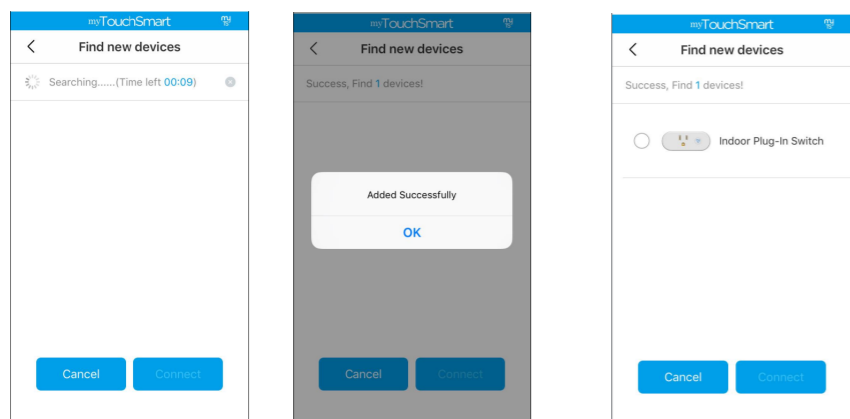 myTouchSmart
Find new devices
Searching......(Time left 00:09)
Cancel
Connect
myTouchSmart
Find new devices
Success, Find 1 devices!
Added Successfully
OK
Cancel
Connect
myTouchSmart
Find new devices
Success, Find 1 devices!
Indoor Plug-In Switch
Cancel
Connect